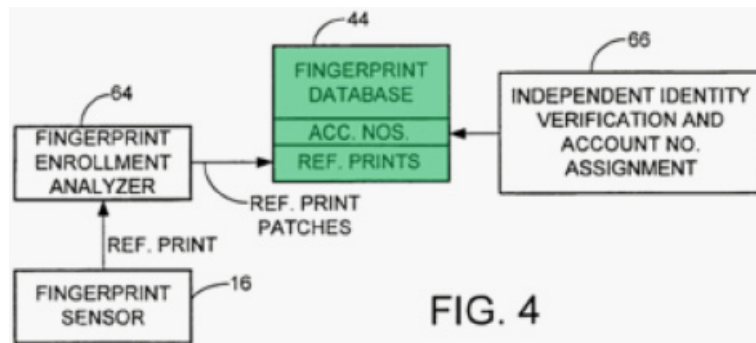 44
FINGERPRINT
DATABASE
ACC. NOS.
REF. PRINTS
66
INDEPENDENT IDENTITY
VERIFICATION AND
ACCOUNT NO.
ASSIGNMENT
64
FINGERPRINT
ENROLLMENT
ANALYZER
REF. PRINT
PATCHES
REF. PRINT
FINGERPRINT
SENSOR
16
FIG. 4